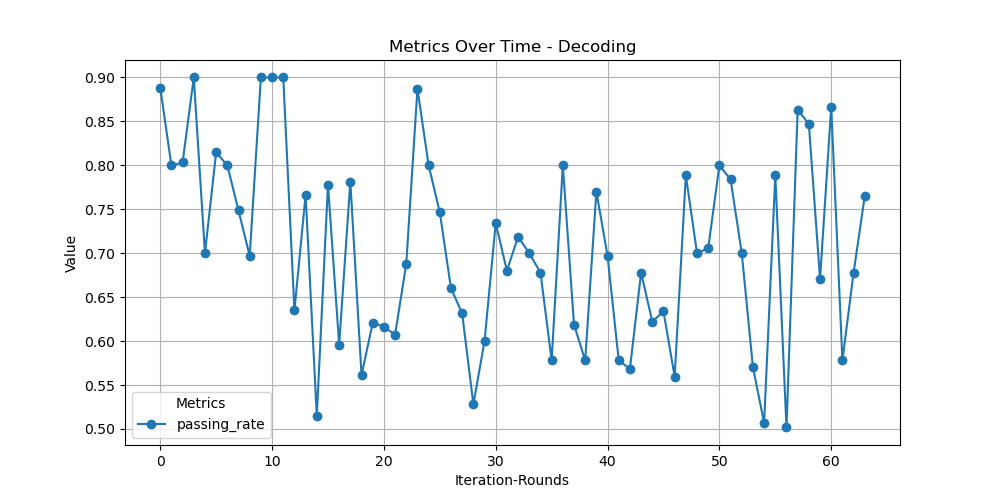 Metrics Over Time - Decoding
0.90
0.85
0.80
0.75
0.70
0.65
0.60
0.55
0.50
Value
Metrics
passing_rate
0 10 20 30 40 50 60
Iteration-Rounds